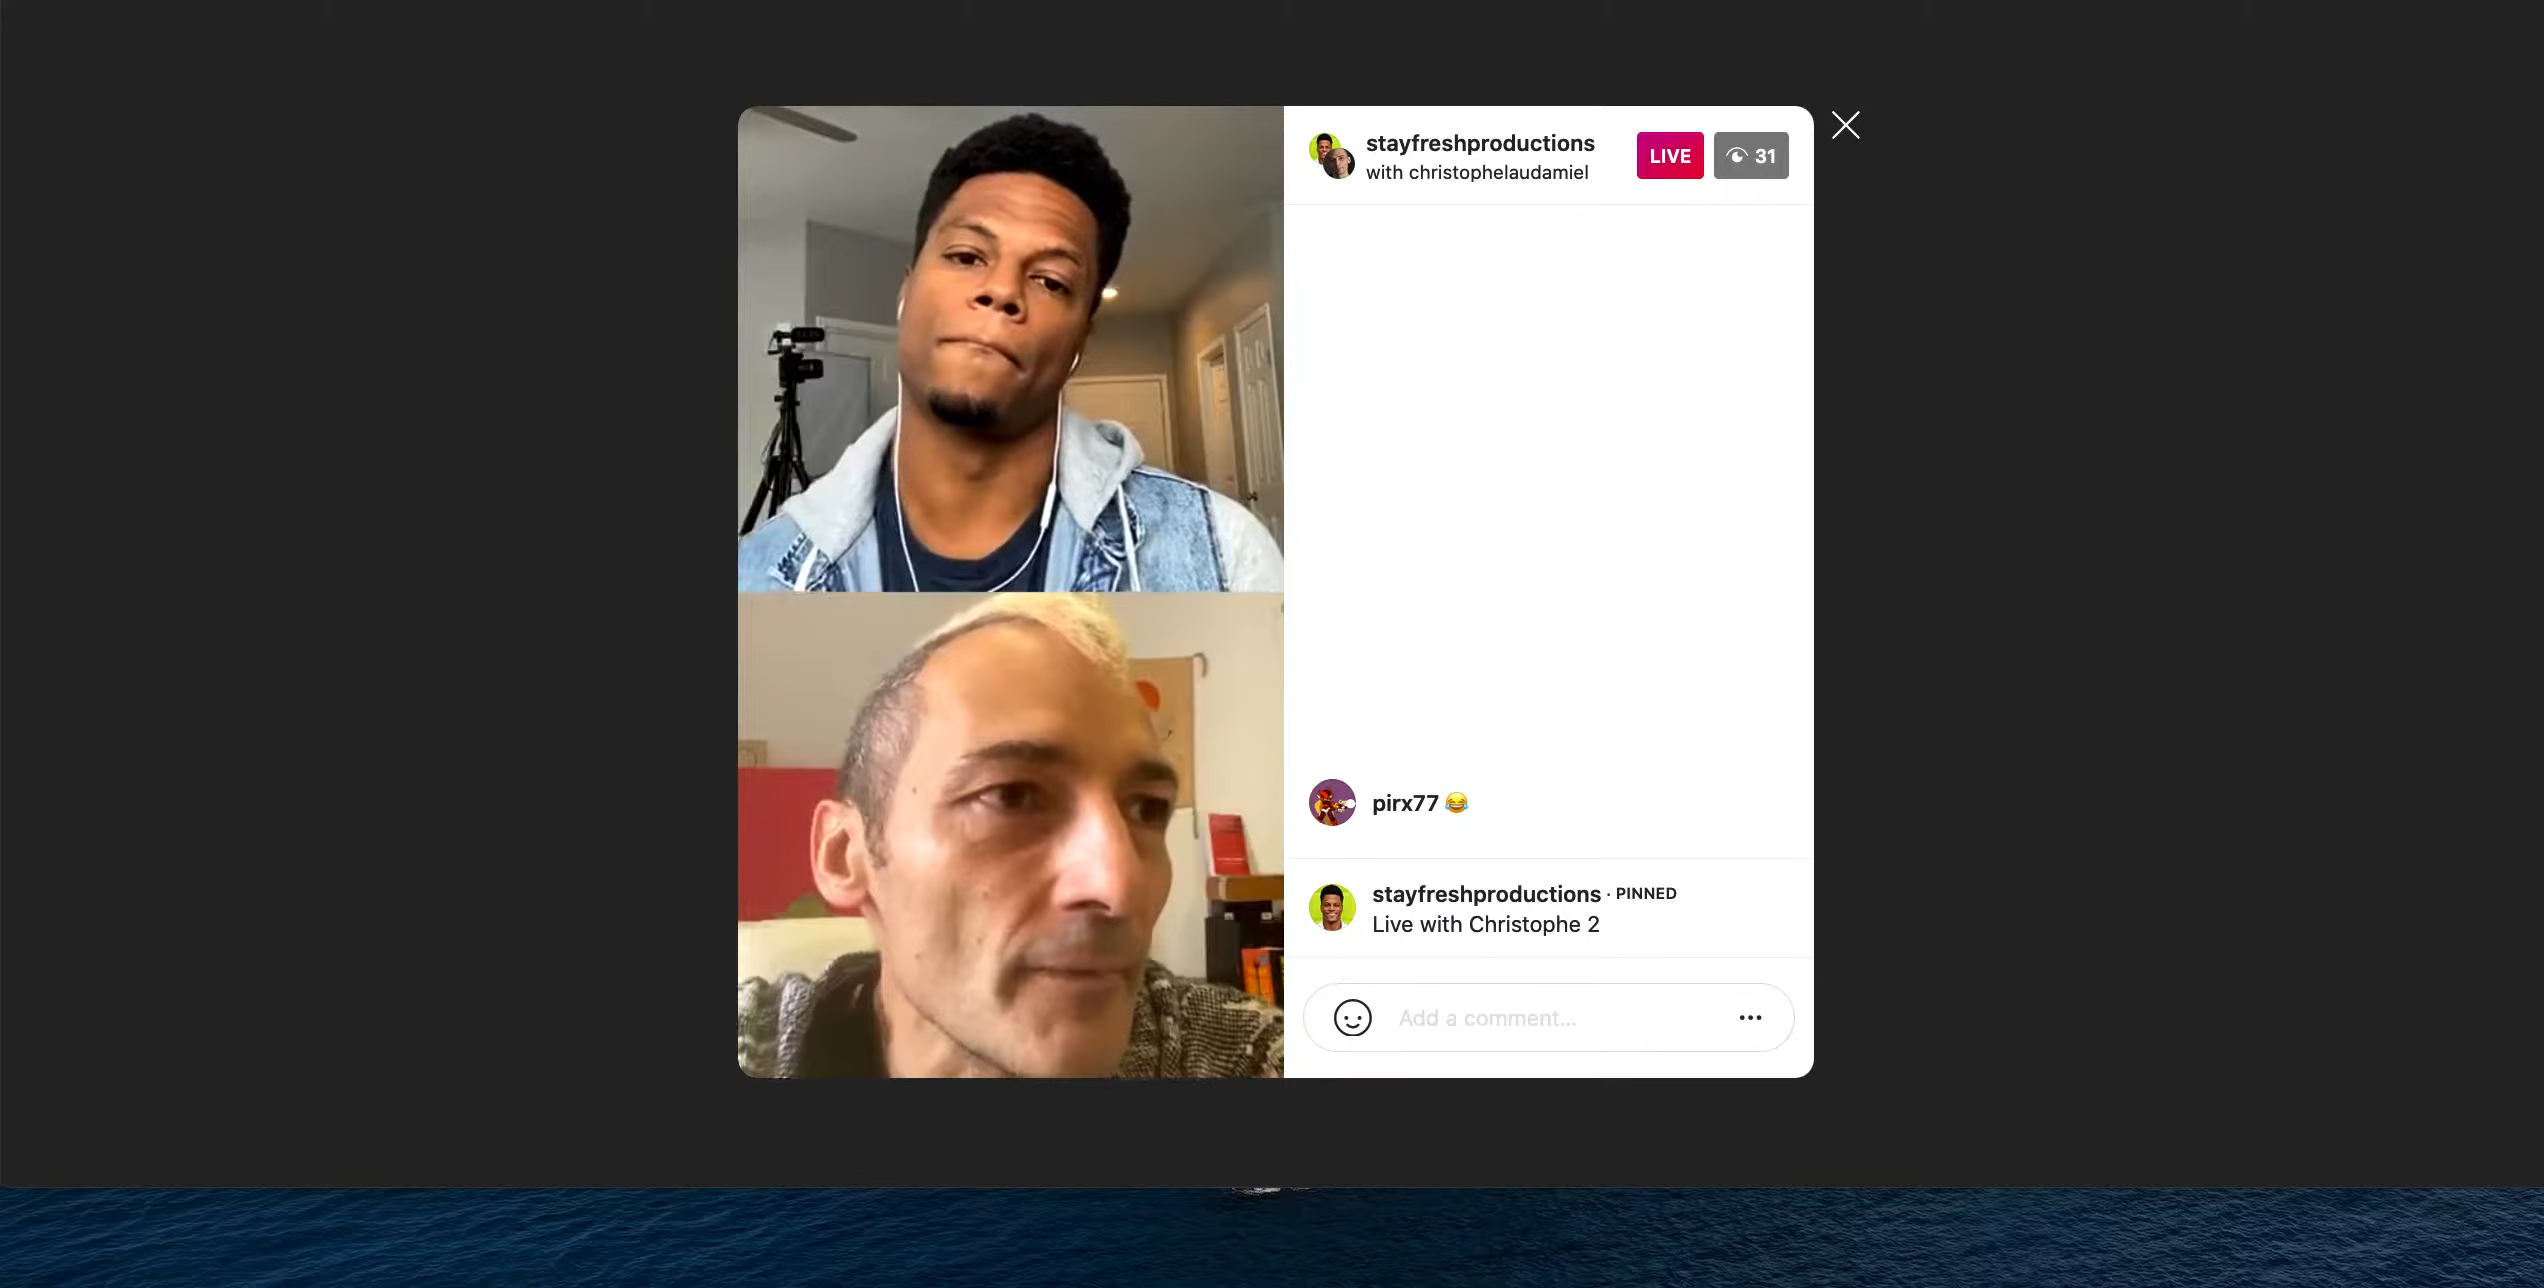 stayfreshproductions
with christophelaudamiel
LIVE
31
pirx77 😂
stayfreshproductions · PINNED
Live with Christophe 2
Add a comment...